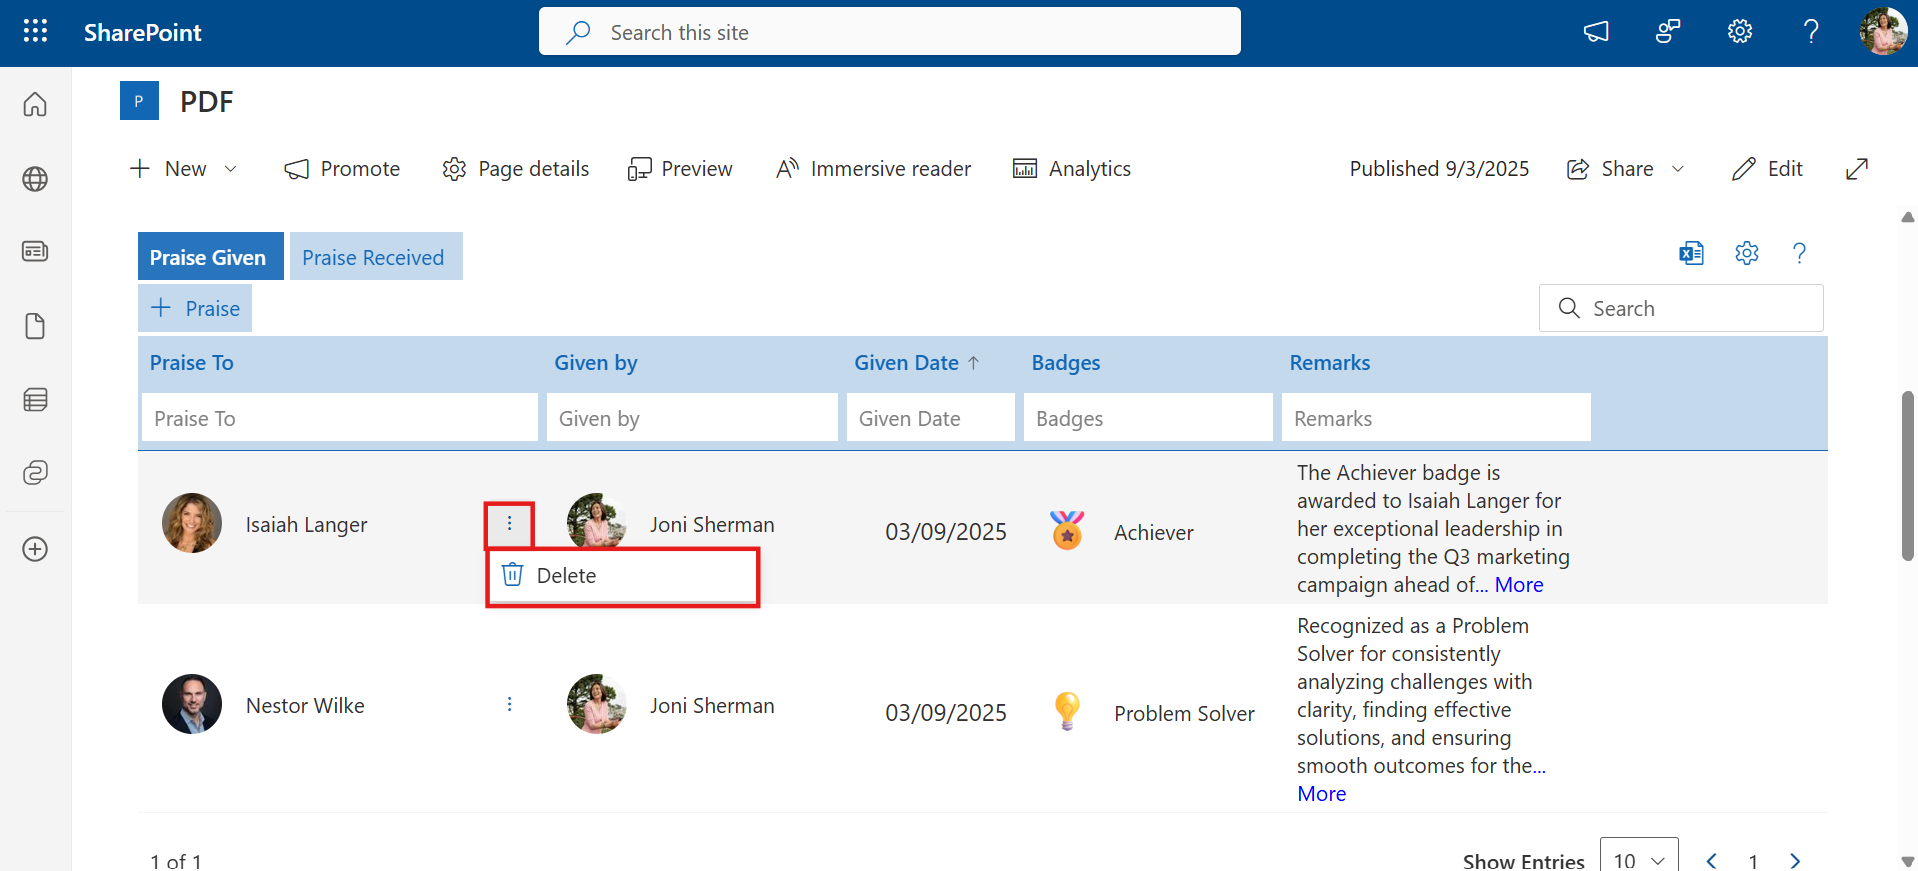 SharePoint
Search this site
P
PDF
New
Promote
Page details
Preview
Immersive reader
Analytics
Published 9/3/2025
Share
Edit
Praise Given
Praise Received
Praise
Search
Praise To
Given by
Given Date ↑
Badges
Remarks
Praise To
Given by
Given Date
Badges
Remarks
Isaiah Langer
Joni Sherman
03/09/2025
Achiever
The Achiever badge is
awarded to Isaiah Langer for
her exceptional leadership in
completing the Q3 marketing
campaign ahead of... More
Delete
Nestor Wilke
Joni Sherman
03/09/2025
Problem Solver
Recognized as a Problem
Solver for consistently
analyzing challenges with
clarity, finding effective
solutions, and ensuring
smooth outcomes for the...
More
1 of 1
Show Entries
10
1